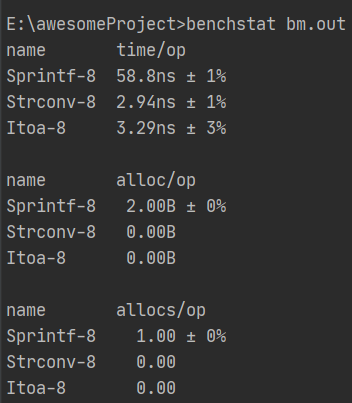 E:\awesomeProject>benchstat bm.out
name       time/op
Sprintf-8  58.8ns ± 1%
Strconv-8  2.94ns ± 1%
Itoa-8     3.29ns ± 3%
name       alloc/op
Sprintf-8   2.00B ± 0%
Strconv-8   0.00B
Itoa-8      0.00B
name       allocs/op
Sprintf-8    1.00 ± 0%
Strconv-8    0.00
Itoa-8       0.00